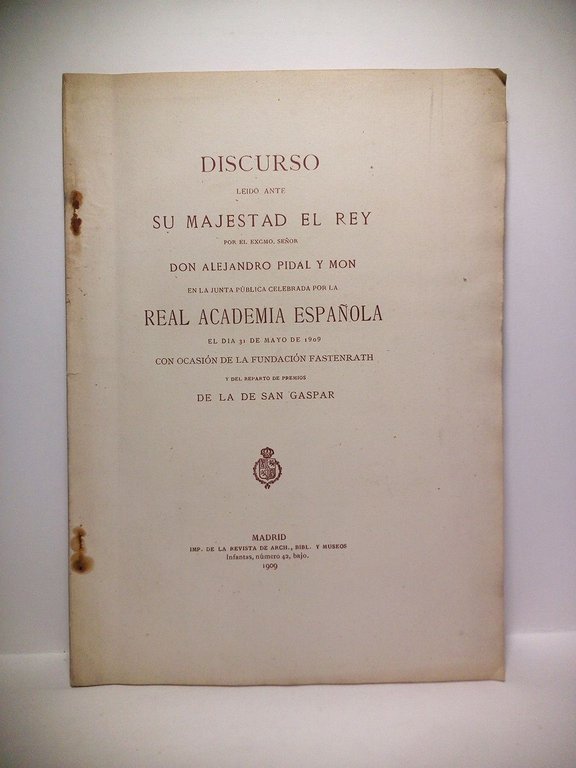 DISCURSO
LEIDO ANTE
SU MAJESTAD EL REY
POR EL EXCMO. SEÑOR
DON ALEJANDRO PIDAL Y MON
EN LA JUNTA PÚBLICA CELEBRADA POR LA
REAL ACADEMIA ESPAÑOLA
EL DIA 31 DE MAYO DE 1909
CON OCASIÓN DE LA FUNDACIÓN FASTENRATH
Y DEL REPARTO DE PREMIOS
DE LA DE SAN GASPAR
MADRID
IMP. DE LA REVISTA DE ARCH., BIBL. Y MUSEOS
Infantas, número 42, bajo.
1909